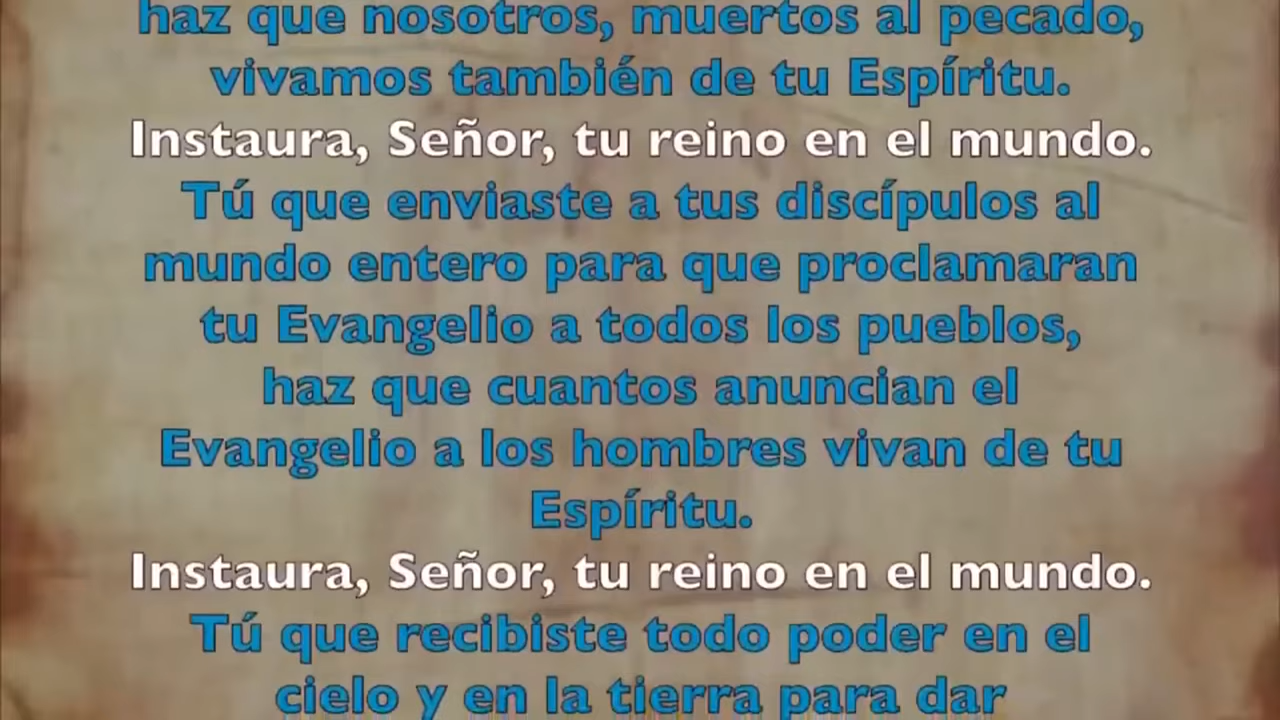 haz que nosotros, muertos al pecado,
vivamos también de tu Espíritu.
Instaura, Señor, tu reino en el mundo.
Tú que enviaste a tus discípulos al
mundo entero para que proclamaran
tu Evangelio a todos los pueblos,
haz que cuantos anuncian el
Evangelio a los hombres vivan de tu
Espíritu.
Instaura, Señor, tu reino en el mundo.
Tú que recibiste todo poder en el
cielo y en la tierra para dar